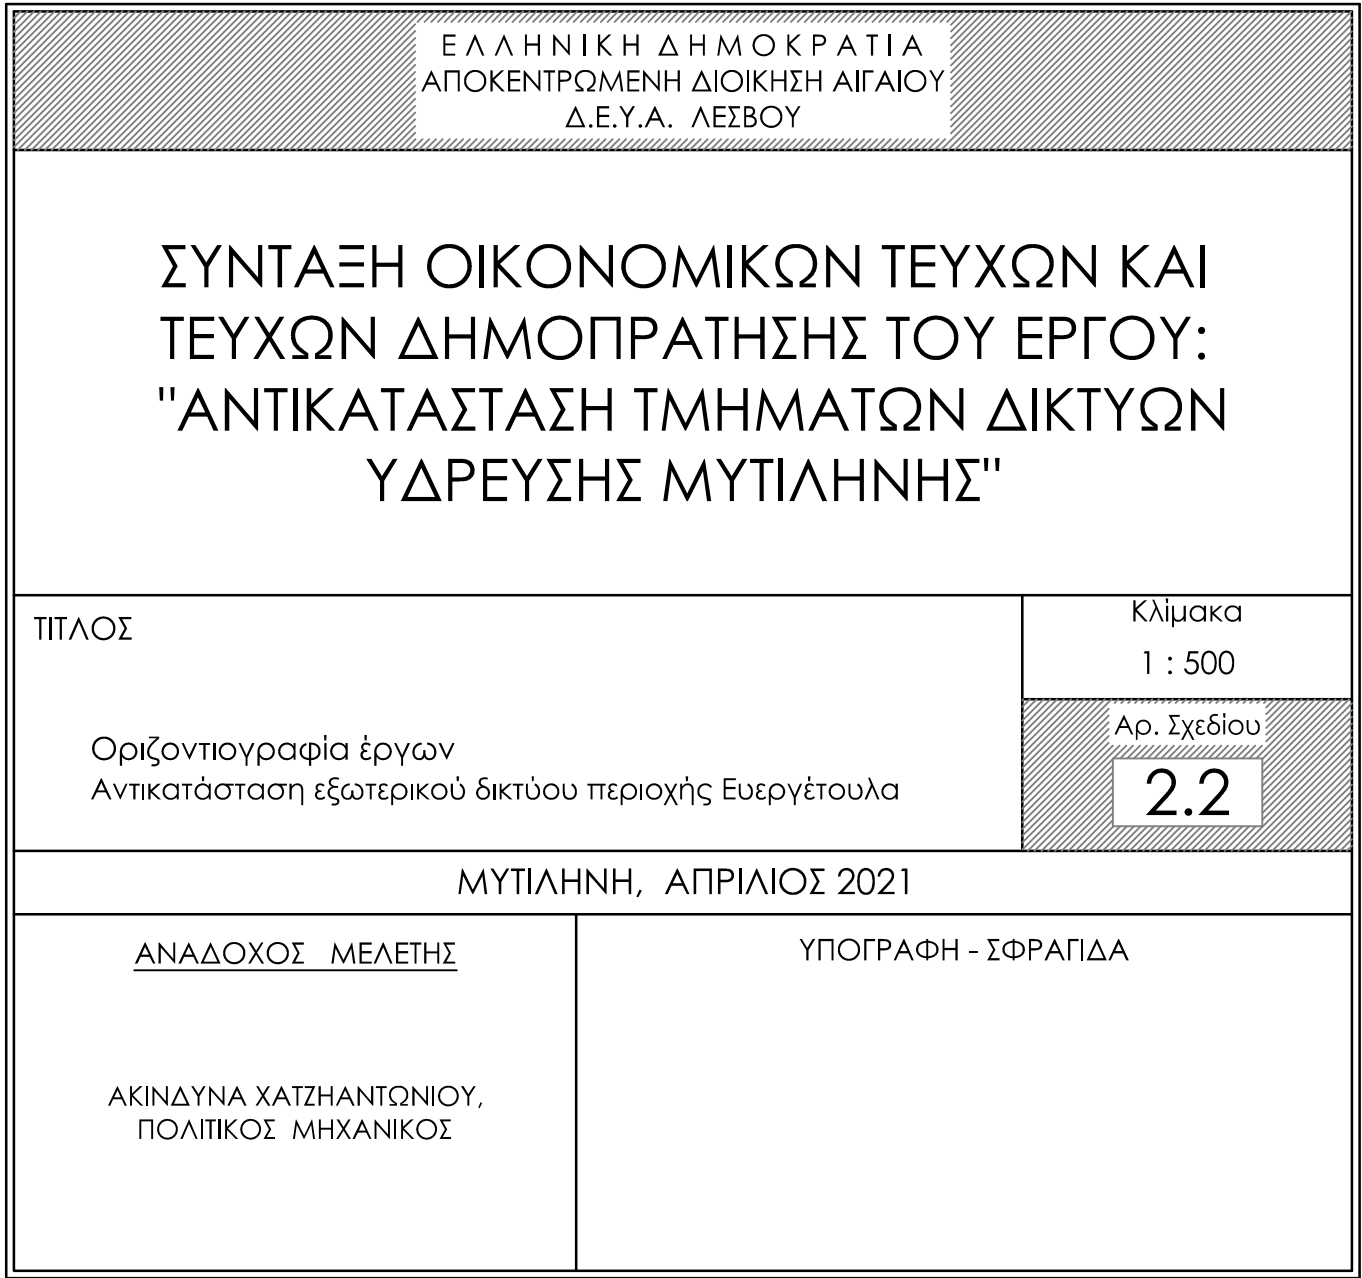 ΕΛΛΗΝΙΚΗ ΔΗΜΟΚΡΑΤΙΑ
ΑΠΟΚΕΝΤΡΩΜΕΝΗ ΔΙΟΙΚΗΣΗ ΑΙΓΑΙΟΥ
Δ.Ε.Υ.Α. ΛΕΣΒΟΥ
ΣΥΝΤΑΞΗ ΟΙΚΟΝΟΜΙΚΩΝ ΤΕΥΧΩΝ ΚΑΙ
ΤΕΥΧΩΝ ΔΗΜΟΠΡΑΤΗΣΗΣ ΤΟΥ ΕΡΓΟΥ:
"ΑΝΤΙΚΑΤΑΣΤΑΣΗ ΤΜΗΜΑΤΩΝ ΔΙΚΤΥΩΝ
ΥΔΡΕΥΣΗΣ ΜΥΤΙΛΗΝΗΣ"
ΤΙΤΛΟΣ
Οριζοντιογραφία έργων
Αντικατάσταση εξωτερικού δικτύου περιοχής Ευεργέτουλα
Κλίμακα
1 : 500
Αρ. Σχεδίου
2.2
ΜΥΤΙΛΗΝΗ, ΑΠΡΙΛΙΟΣ 2021
ΑΝΑΔΟΧΟΣ ΜΕΛΕΤΗΣ
ΑΚΙΝΔΥΝΑ ΧΑΤΖΗΑΝΤΩΝΙΟΥ,
ΠΟΛΙΤΙΚΟΣ ΜΗΧΑΝΙΚΟΣ
ΥΠΟΓΡΑΦΗ - ΣΦΡΑΓΙΔΑ